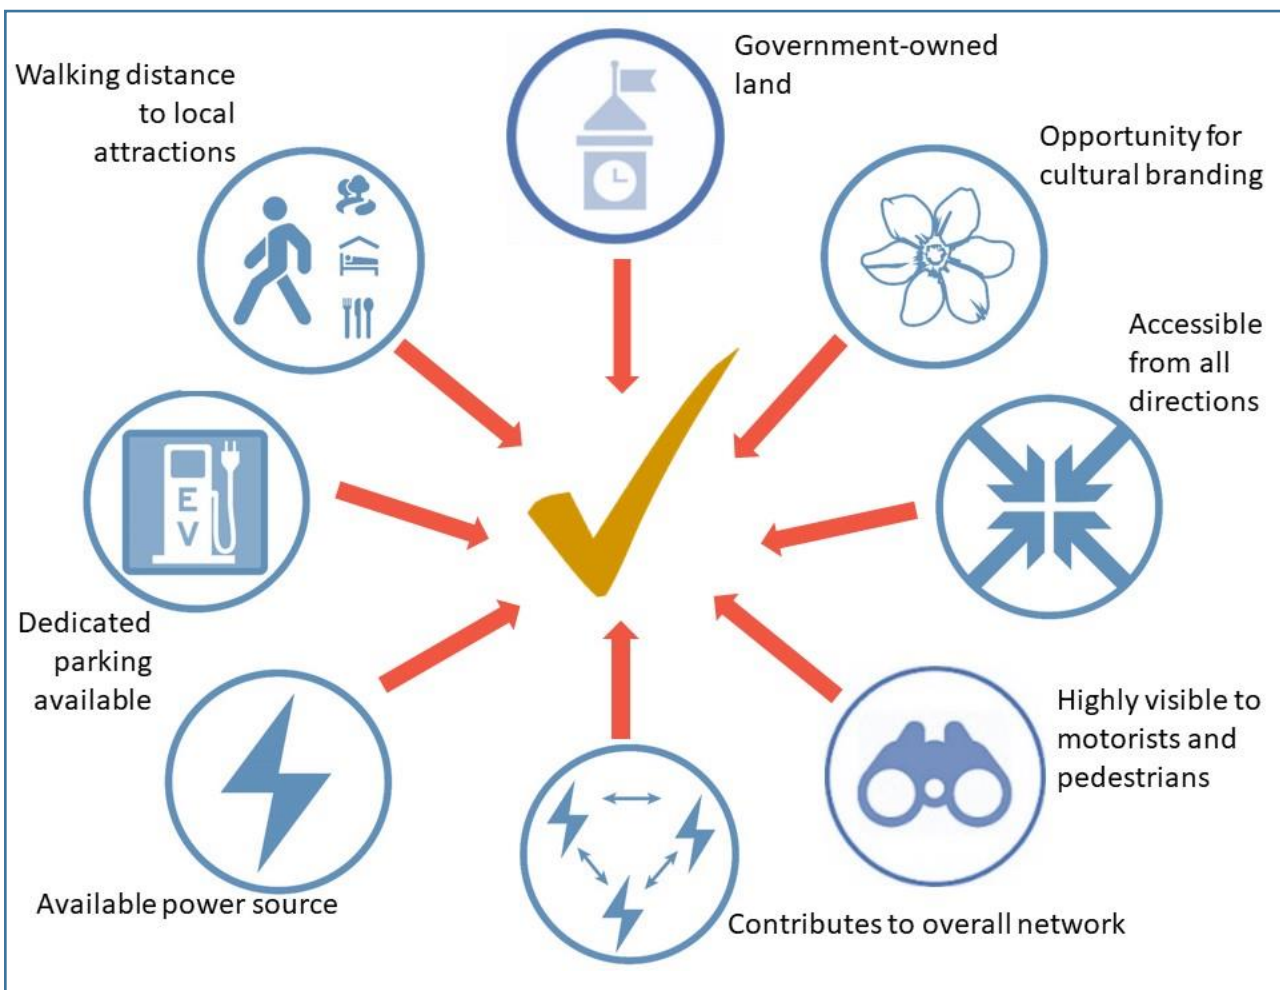 Government-owned
land
Walking distance
to local
attractions
Opportunity for
cultural branding
Accessible
from all
directions
E
V
Dedicated
parking
available
Highly visible to
motorists and
pedestrians
Available power source
Contributes to overall network